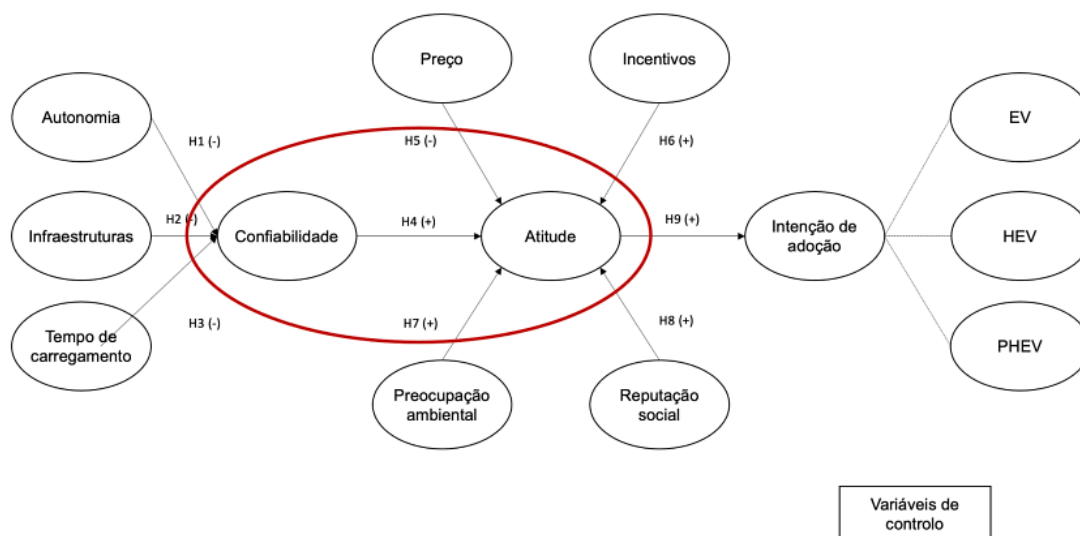 Preço
Incentivos
Autonomia
EV
H1 (-)
H5 (-)
H6 (+)
Infraestruturas
H2 (-)
Confiabilidade
H4 (+)
Atitude
H9 (+)
Intenção de
adoção
HEV
H3 (-)
H7 (+)
H8 (+)
Tempo de
carregamento
PHEV
Preocupação
ambiental
Reputação
social
Variáveis de
controlo